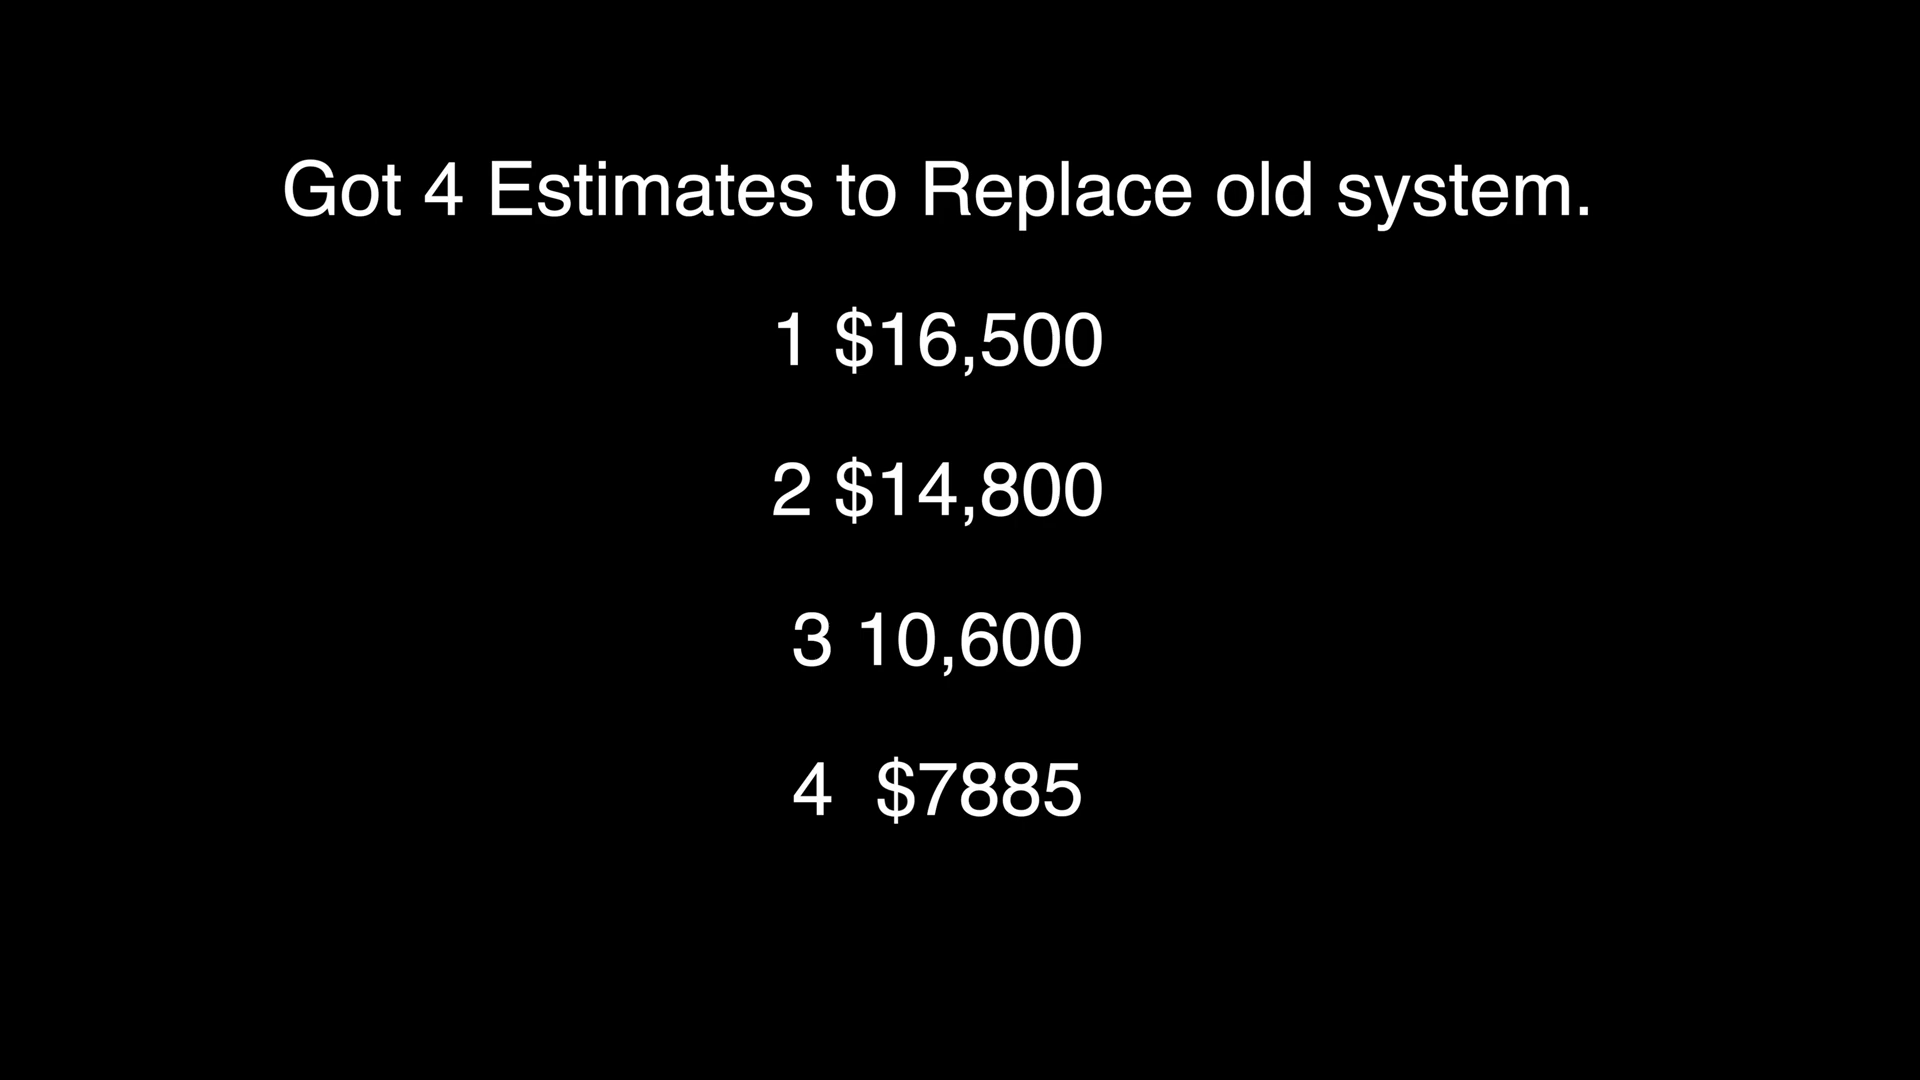 Got 4 Estimates to Replace old system.
1 $16,500
2 $14,800
3 10,600
4  $7885